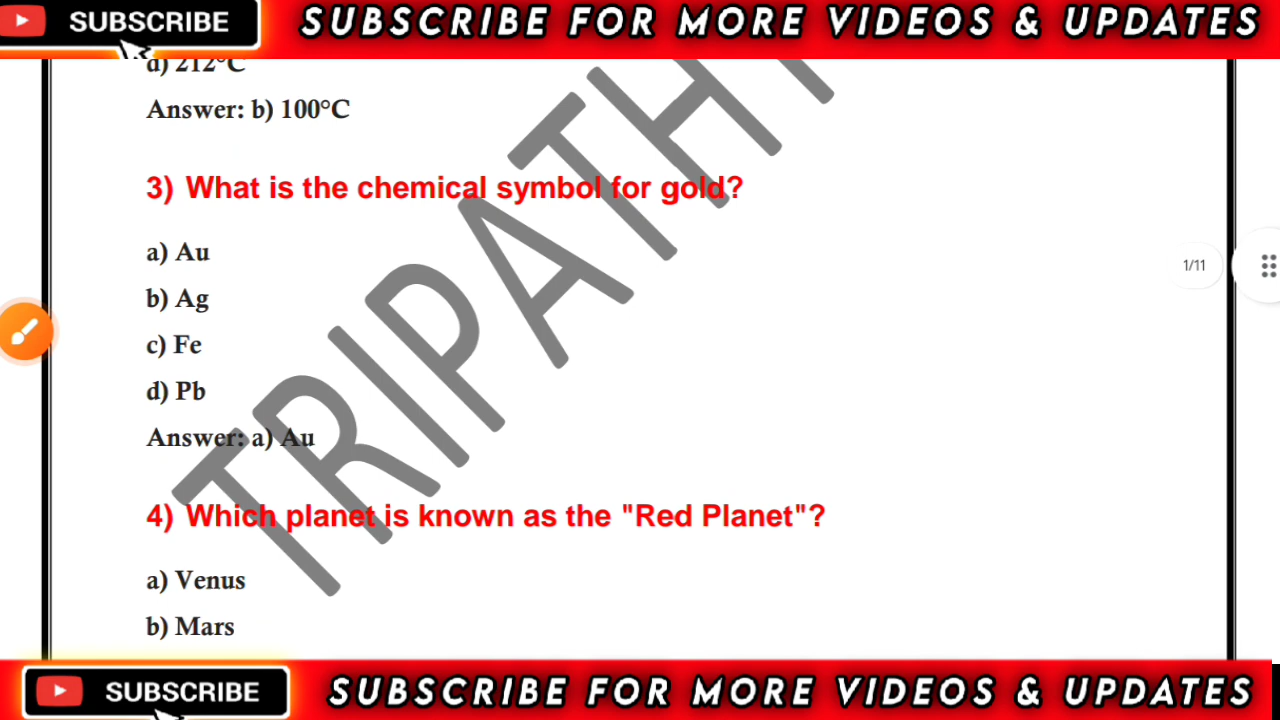 SUBSCRIBE SUBSCRIBE FOR MORE VIDEOS & UPDATES
d) 212°C
Answer: b) 100°C
3) What is the chemical symbol for gold?
a) Au
b) Ag
1/11
c) Fe
d) Pb
Answer: a) Au
4) Which planet is known as the "Red Planet"?
a) Venus
b) Mars
TRIPATH
SUBSCRIBE SUBSCRIBE FOR MORE VIDEOS & UPDATES